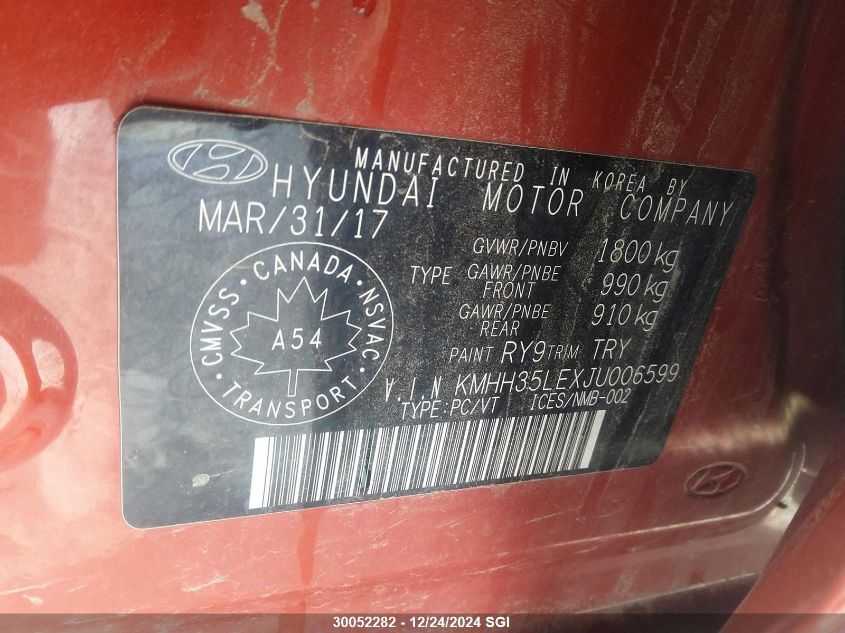 MANUFACTURED IN KOREA BY
HYUNDAI MOTOR COMPANY
MAR/31/17
GVWR/PNBV 1800 kg
TYPE GAWR/PNBE FRONT 990 kg
GAWR/PNBE REAR 910 kg
PAINT RY9 TRIM TRY
V.I.N KMHH35LEXJU006599
TYPE:PC/VT ICES/NMB-002
CMVSS · CANADA · NSVAC · TRANSPORT ·
A54
30052282 - 12/24/2024 SGI